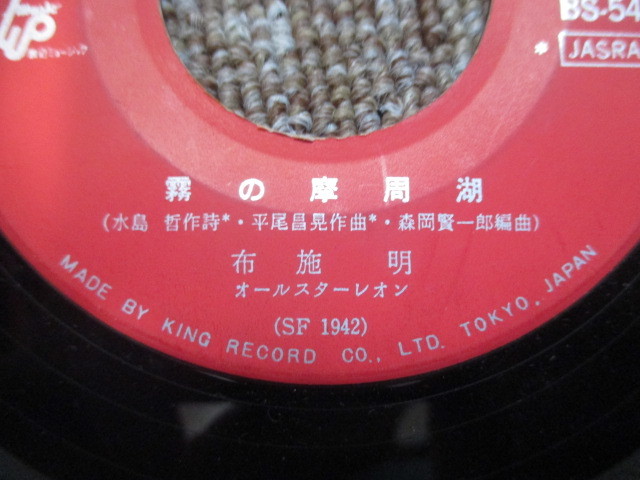 BS-54
JASRA
霧の摩周湖
(水島 哲作詩*・平尾昌晃作曲*・森岡賢一郎編曲)
布施 明
オールスターレオン
(SF 1942)
MADE BY KING RECORD CO., LTD. TOKYO, JAPAN